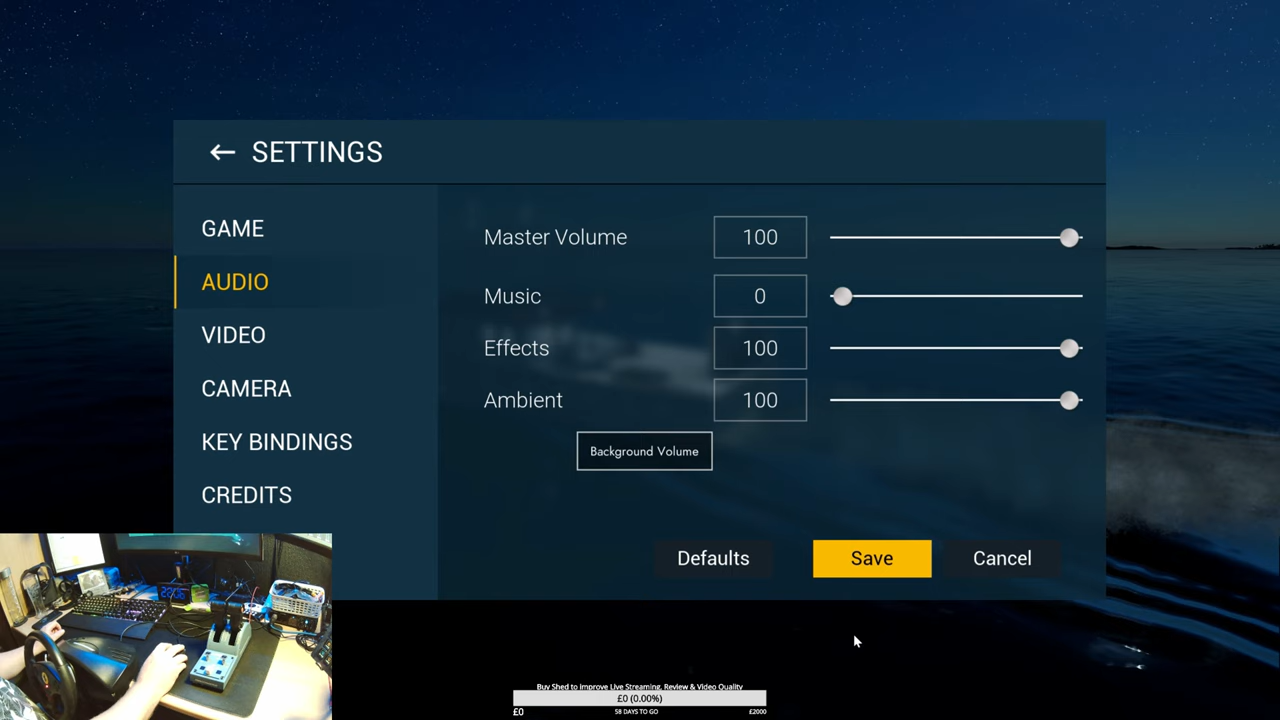 ← SETTINGS
GAME
AUDIO
VIDEO
CAMERA
KEY BINDINGS
CREDITS
Master Volume 100
Music 0
Effects 100
Ambient 100
Background Volume
Defaults Save Cancel
Buy Shed to Improve Live Streaming, Review & Video Quality
£0 (0.00%)
£0 58 DAYS TO GO £2000